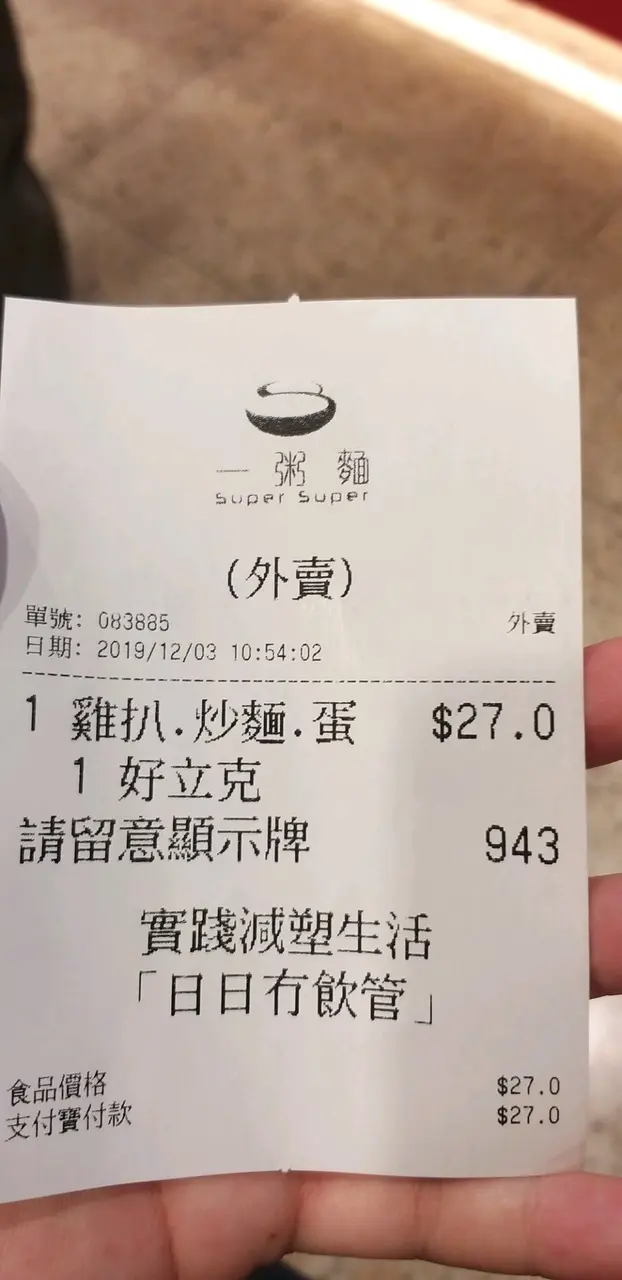 一粥麵
Super Super
(外賣)
單號: 083885 外賣
日期: 2019/12/03 10:54:02
1 雞扒.炒麵.蛋 $27.0
1 好立克
請留意顯示牌 943
實踐減塑生活
「日日冇飲管」
食品價格 $27.0
支付寶付款 $27.0